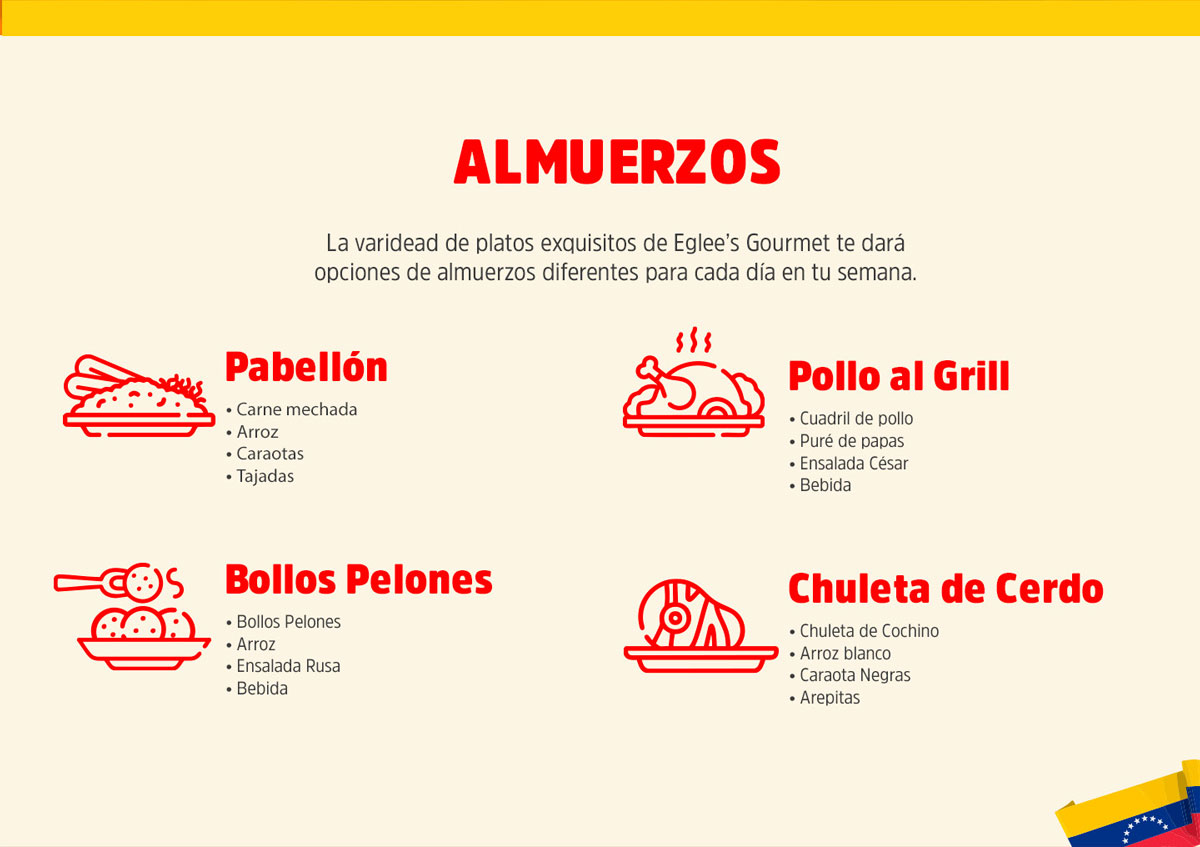 ALMUERZOS
La varidead de platos exquisitos de Eglee’s Gourmet te dará
opciones de almuerzos diferentes para cada día en tu semana.
Pabellón
• Carne mechada
• Arroz
• Caraotas
• Tajadas
Pollo al Grill
• Cuadril de pollo
• Puré de papas
• Ensalada César
• Bebida
Bollos Pelones
• Bollos Pelones
• Arroz
• Ensalada Rusa
• Bebida
Chuleta de Cerdo
• Chuleta de Cochino
• Arroz blanco
• Caraota Negras
• Arepitas